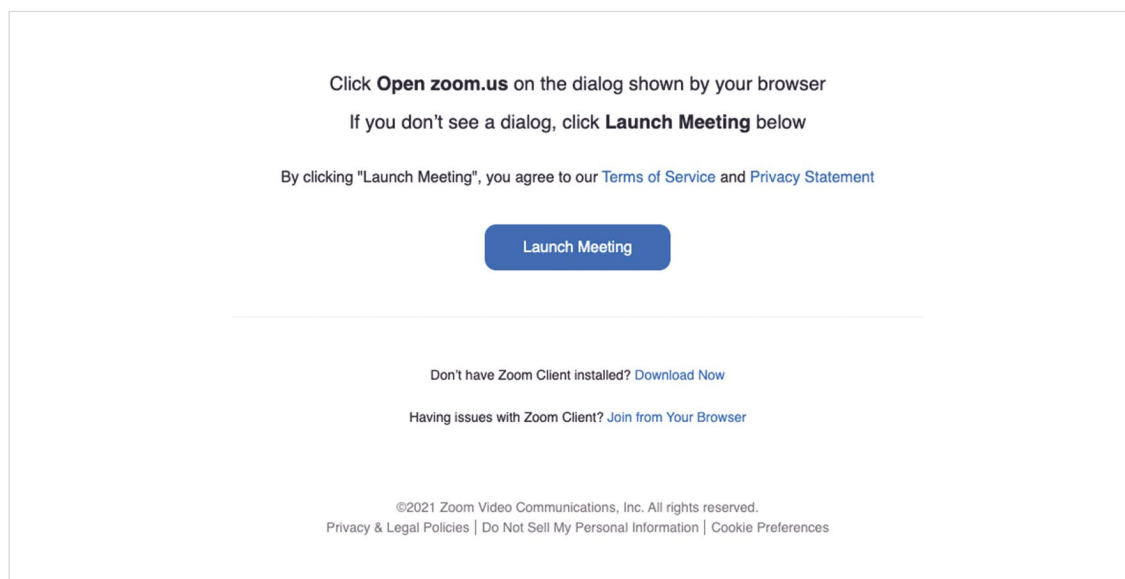 Click Open zoom.us on the dialog shown by your browser
If you don’t see a dialog, click Launch Meeting below
By clicking "Launch Meeting", you agree to our Terms of Service and Privacy Statement
Launch Meeting
Don’t have Zoom Client installed? Download Now
Having issues with Zoom Client? Join from Your Browser
©2021 Zoom Video Communications, Inc. All rights reserved.
Privacy & Legal Policies | Do Not Sell My Personal Information | Cookie Preferences